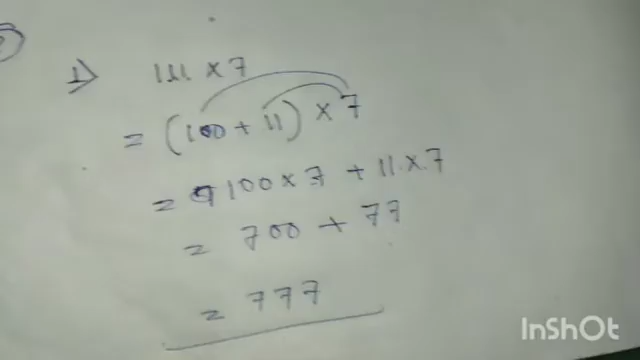 1> 111 × 7
= (100 + 11) × 7
= 100 × 7 + 11 × 7
= 700 + 77
= 777
InShOt